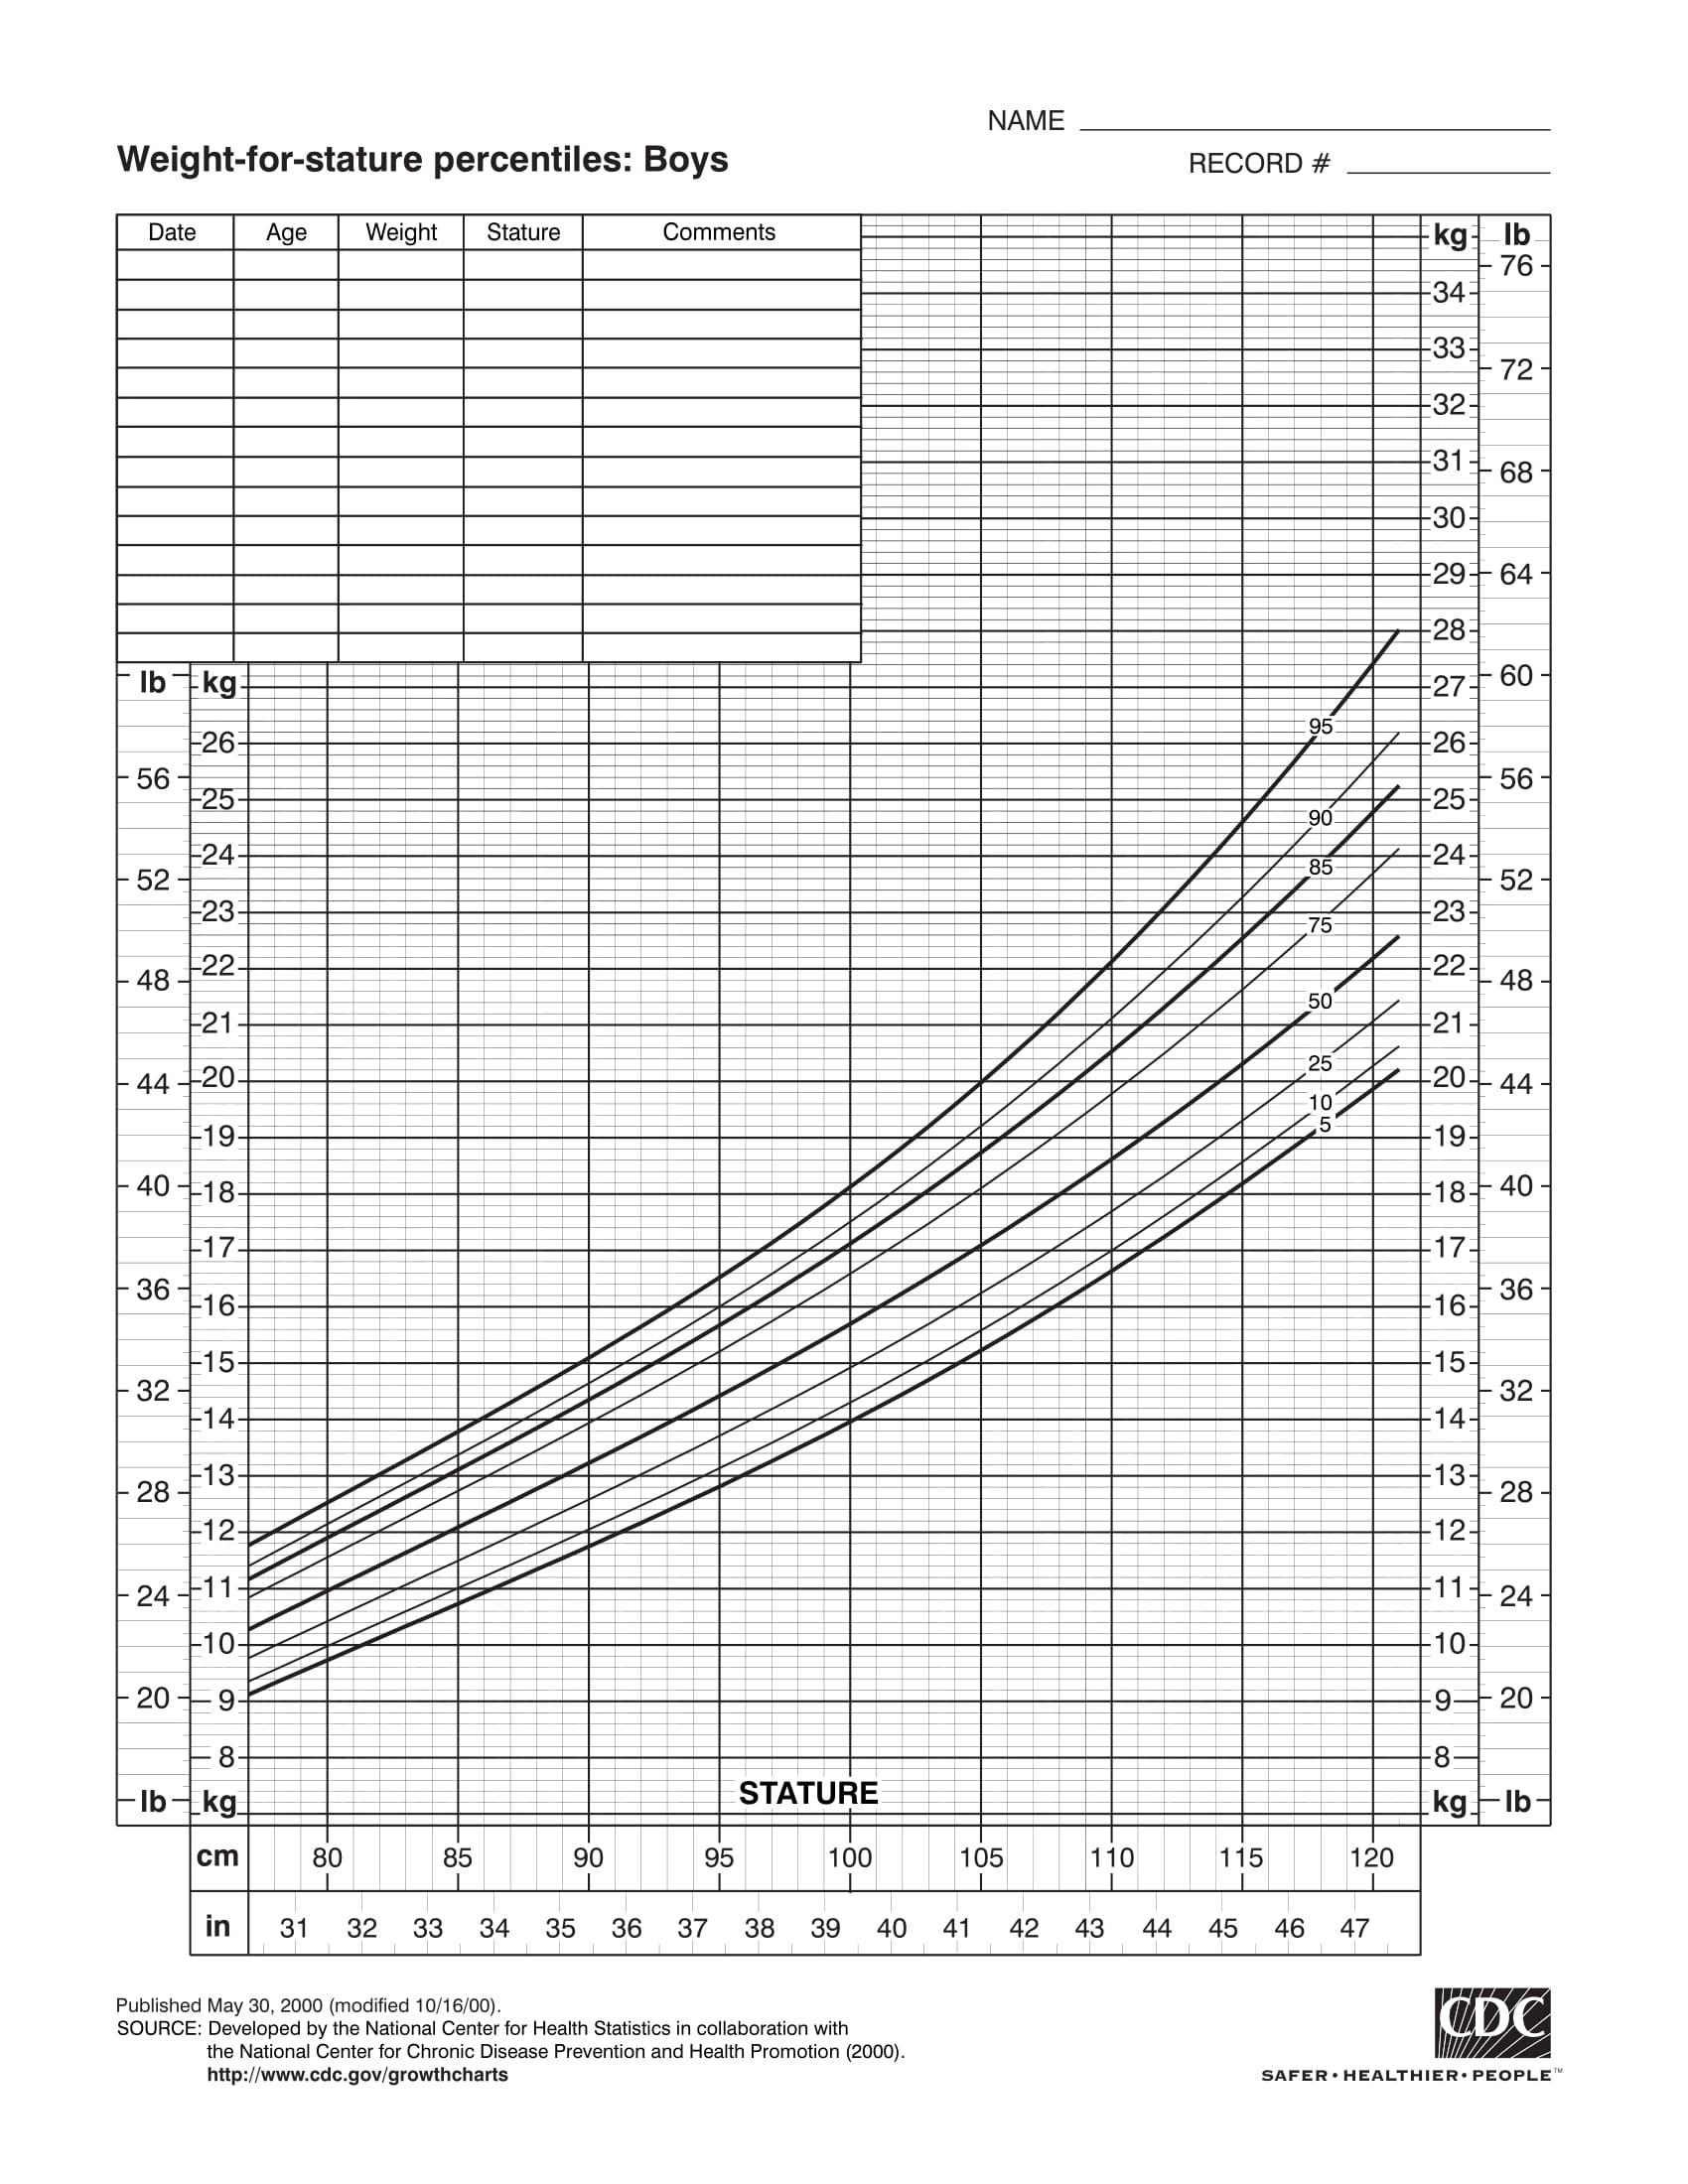 NAME
Weight-for-stature percentiles: Boys
RECORD #
Date Age Weight Stature Comments
kg lb
76
34
33
72
32
31
68
30
29 64
28
lb kg 27 60
95
26 26
56 25 25 56
90
24 24
85
52 23 23 52
75
48 22 22 48
50
21 21
25
44 20 20 44
10
5
19 19
40 18 18 40
17 17
36 16 16 36
15 15
32 14 14 32
13 13
28 12 12 28
24 11 11 24
10 10
20 9 9 20
8 8
STATURE
lb kg kg lb
cm 80 85 90 95 100 105 110 115 120
in 31 32 33 34 35 36 37 38 39 40 41 42 43 44 45 46 47
Published May 30, 2000 (modified 10/16/00).
SOURCE: Developed by the National Center for Health Statistics in collaboration with
the National Center for Chronic Disease Prevention and Health Promotion (2000).
http://www.cdc.gov/growthcharts
CDC
SAFER • HEALTHIER • PEOPLE™